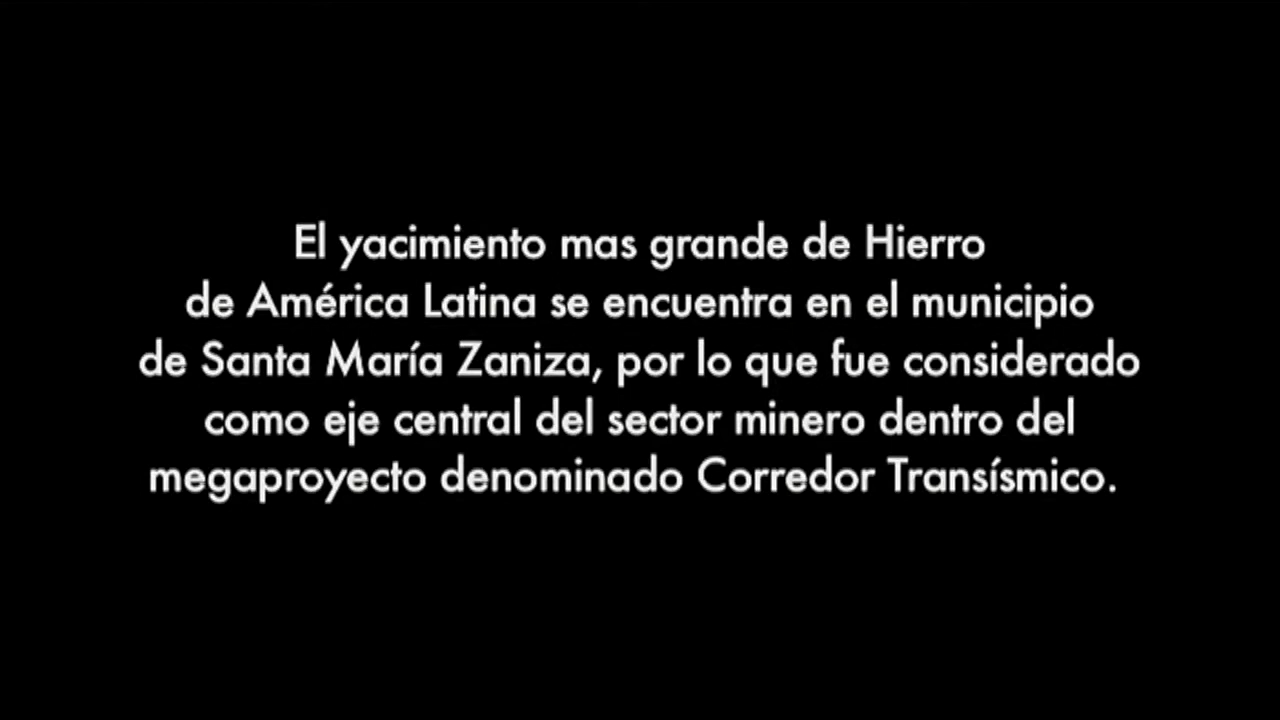 El yacimiento mas grande de Hierro
de América Latina se encuentra en el municipio
de Santa María Zaniza, por lo que fue considerado
como eje central del sector minero dentro del
megaproyecto denominado Corredor Transísmico.